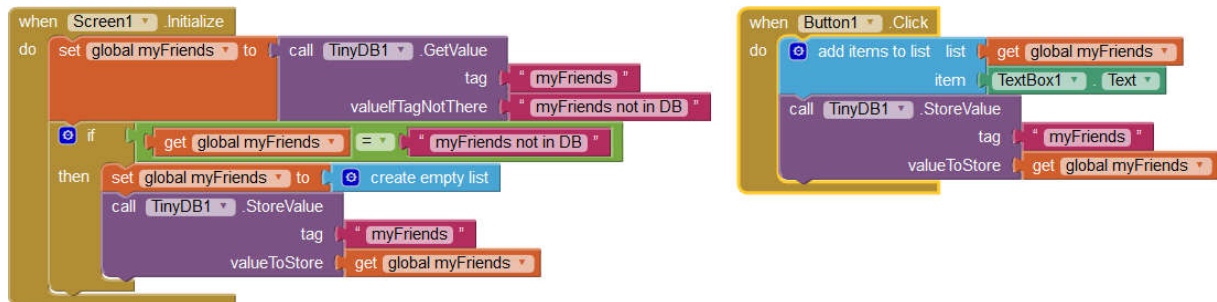 when Screen1 .Initialize
do set global myFriends to call TinyDB1 .GetValue
tag " myFriends "
valueIfTagNotThere " myFriends not in DB "
if get global myFriends = " myFriends not in DB "
then set global myFriends to create empty list
call TinyDB1 .StoreValue
tag " myFriends "
valueToStore get global myFriends
when Button1 .Click
do add items to list list get global myFriends
item TextBox1 . Text
call TinyDB1 .StoreValue
tag " myFriends "
valueToStore get global myFriends